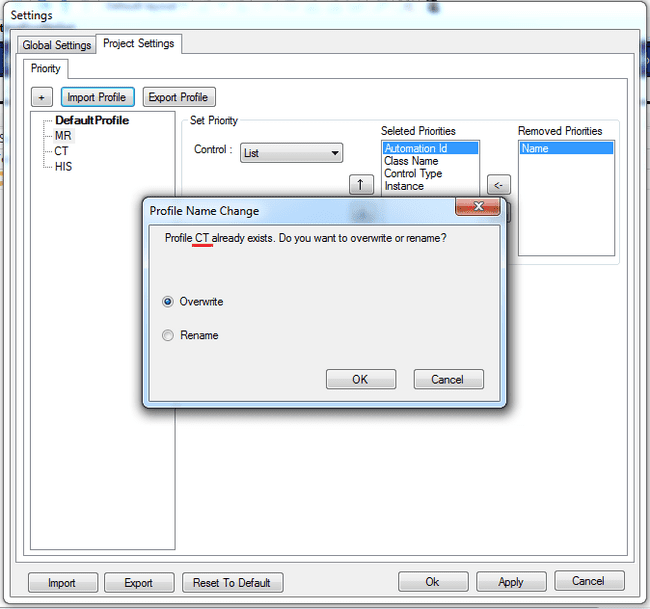 Settings
Global Settings
Project Settings
Priority
+
Import Profile
Export Profile
DefaultProfile
MR
CT
HIS
Set Priority
Control :
List
Seleted Priorities
Automation Id
Class Name
Control Type
Instance
↑
<-
Removed Priorities
Name
Profile Name Change
Profile CT already exists. Do you want to overwrite or rename?
Overwrite
Rename
OK
Cancel
Import
Export
Reset To Default
Ok
Apply
Cancel